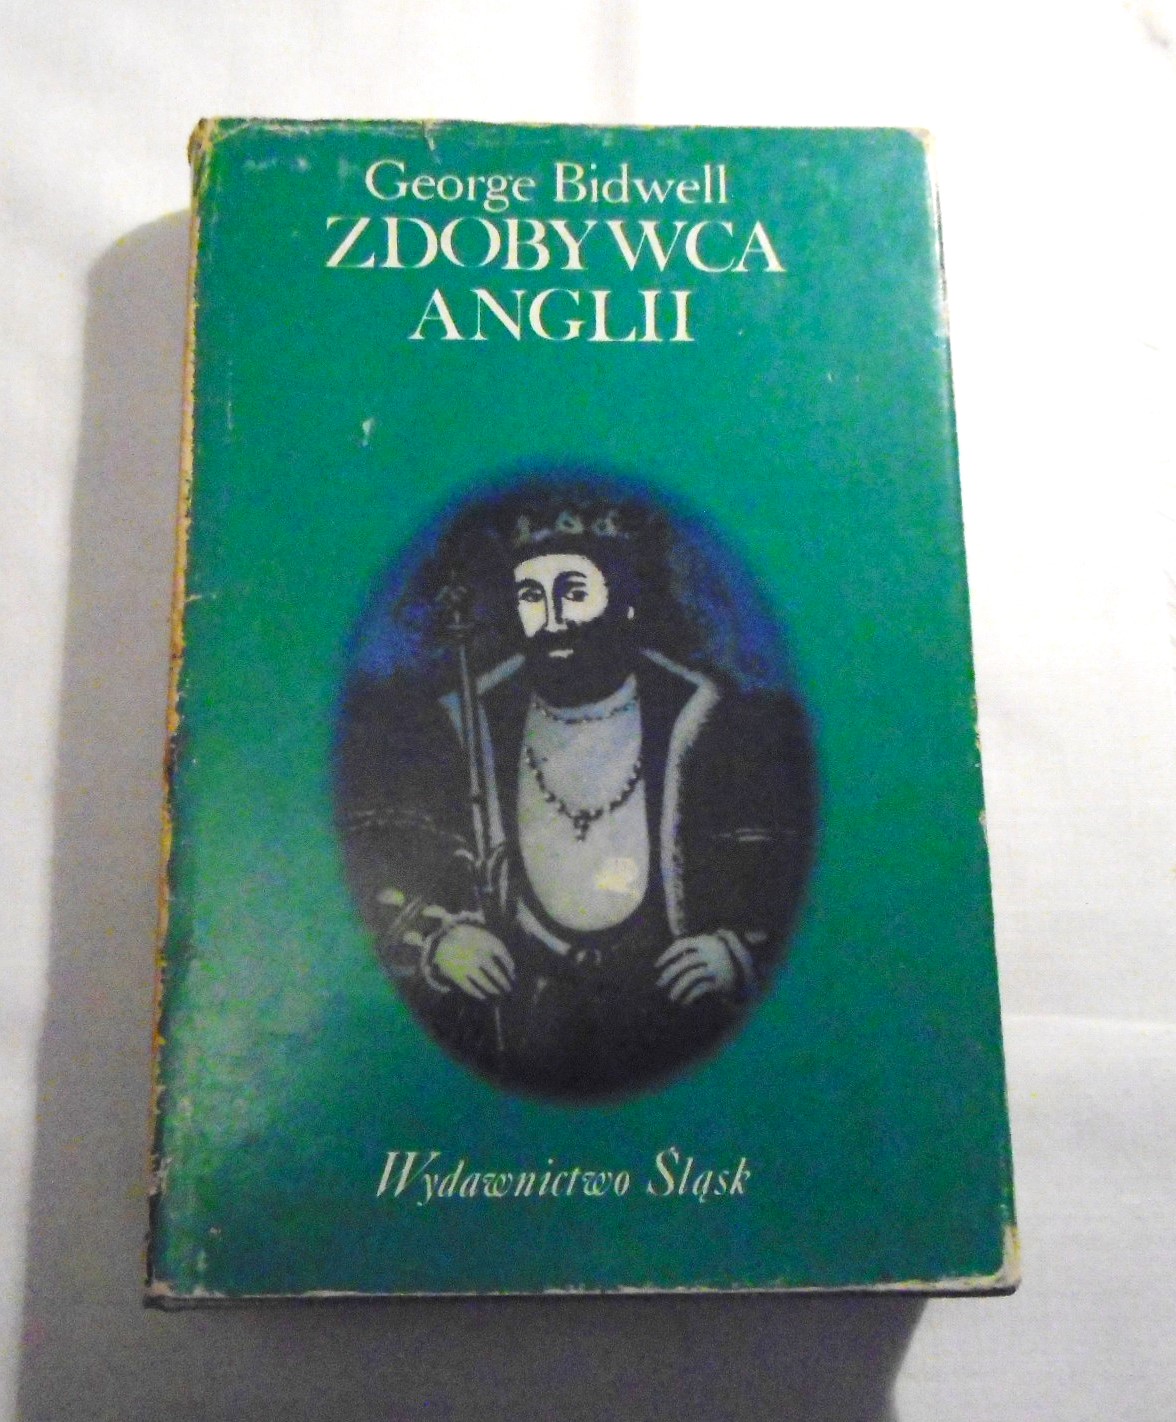 George Bidwell
ZDOBYWCA
ANGLII
Wydawnictwo Śląsk